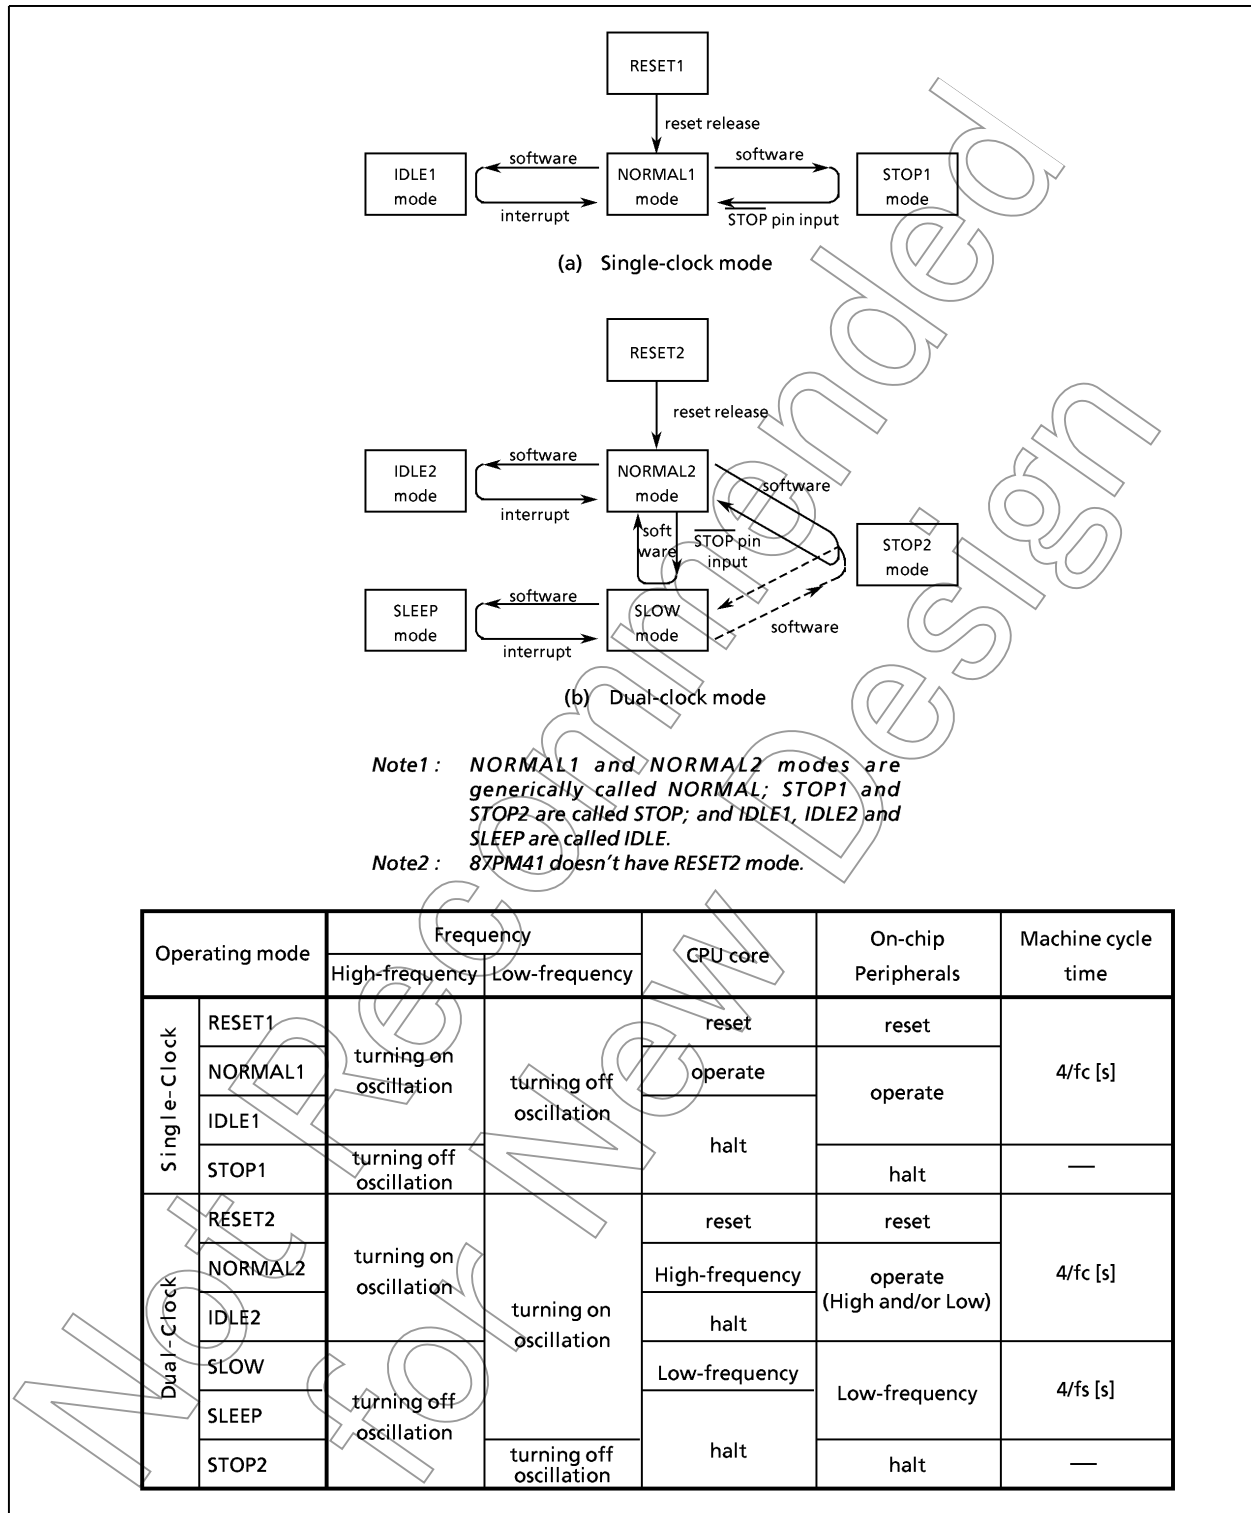 RESET1
reset release
IDLE1
mode
software
interrupt
NORMAL1
mode
software
STOP pin input
STOP1
mode
(a) Single-clock mode
RESET2
reset release
IDLE2
mode
software
interrupt
NORMAL2
mode
software
soft
ware
STOP pin
input
STOP2
mode
SLEEP
mode
software
interrupt
SLOW
mode
software
(b) Dual-clock mode
Note1 : NORMAL1 and NORMAL2 modes are
generically called NORMAL; STOP1 and
STOP2 are called STOP; and IDLE1, IDLE2 and
SLEEP are called IDLE.
Note2 : 87PM41 doesn't have RESET2 mode.
Operating mode
Frequency
High-frequency
Low-frequency
CPU core
On-chip
Peripherals
Machine cycle
time
Single-Clock
RESET1
NORMAL1
IDLE1
STOP1
turning on
oscillation
turning off
oscillation
turning off
oscillation
reset
operate
halt
reset
operate
halt
4/fc [s]
—
Dual-Clock
RESET2
NORMAL2
IDLE2
SLOW
SLEEP
STOP2
turning on
oscillation
turning off
oscillation
turning on
oscillation
turning off
oscillation
reset
High-frequency
halt
Low-frequency
halt
reset
operate
(High and/or Low)
Low-frequency
halt
4/fc [s]
4/fs [s]
—
Not Recommended
for New Design